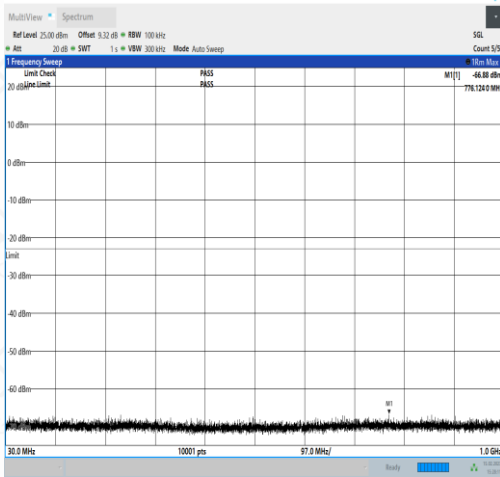 MultiView Spectrum
Ref Level 25.00 dBm Offset 9.32 dB RBW 100 kHz SGL
Att 20 dB SWT 1 s VBW 300 kHz Mode Auto Sweep Count 5/5
1 Frequency Sweep 1Rm Max
Limit Check PASS M1[1] -66.88 dBm
20 dBm Line Limit PASS 776.1240 MH
10 dBm
0 dBm
-10 dBm
-20 dBm
Limit
-30 dBm
-40 dBm
-50 dBm
-60 dBm
M1
30.0 MHz 10001 pts 97.0 MHz/ 1.0 GHz
Ready